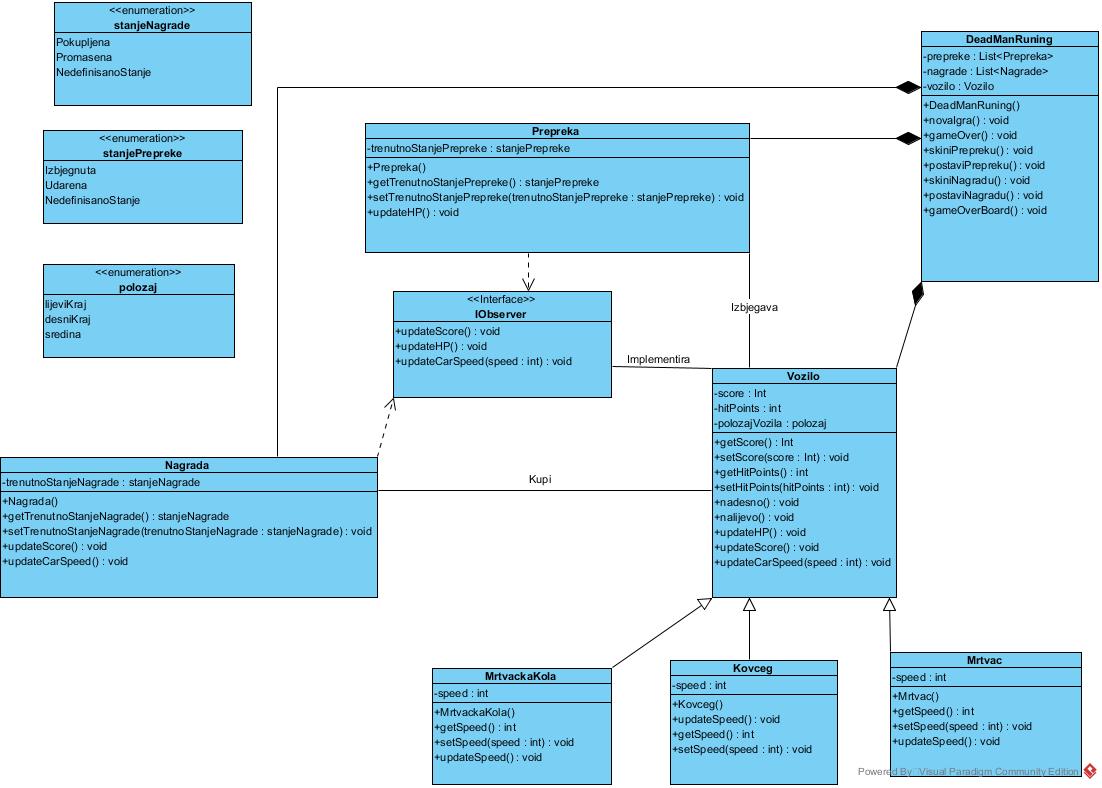 <<enumeration>>
stanjeNagrade
Pokupljena
Promasena
NedefinisanoStanje
<<enumeration>>
stanjePrepreke
Izbjegnuta
Udarena
NedefinisanoStanje
<<enumeration>>
polozaj
lijeviKraj
desniKraj
sredina
DeadManRuning
-prepreke : List<Prepreka>
-nagrade : List<Nagrade>
-vozilo : Vozilo
+DeadManRuning()
+novaIgra() : void
+gameOver() : void
+skiniPrepreku() : void
+postaviPrepreku() : void
+skiniNagradu() : void
+postaviNagradu() : void
+gameOverBoard() : void
Prepreka
-trenutnoStanjePrepreke : stanjePrepreke
+Prepreka()
+getTrenutnoStanjePrepreke() : stanjePrepreke
+setTrenutnoStanjePrepreke(trenutnoStanjePrepreke : stanjePrepreke) : void
+updateHP() : void
<<Interface>>
IObserver
+updateScore() : void
+updateHP() : void
+updateCarSpeed(speed : int) : void
Izbjegava
Implementira
Vozilo
-score : Int
-hitPoints : int
-polozajVozila : polozaj
+getScore() : Int
+setScore(score : Int) : void
+getHitPoints() : int
+setHitPoints(hitPoints : int) : void
+nadesno() : void
+nalijevo() : void
+updateHP() : void
+updateScore() : void
+updateCarSpeed(speed : int) : void
Nagrada
-trenutnoStanjeNagrade : stanjeNagrade
+Nagrada()
+getTrenutnoStanjeNagrade() : stanjeNagrade
+setTrenutnoStanjeNagrade(trenutnoStanjeNagrade : stanjeNagrade) : void
+updateScore() : void
+updateCarSpeed() : void
Kupi
MrtvackaKola
-speed : int
+MrtvackaKola()
+getSpeed() : int
+setSpeed(speed : int) : void
+updateSpeed() : void
Kovceg
-speed : int
+Kovceg()
+updateSpeed() : void
+getSpeed() : int
+setSpeed(speed : int) : void
Mrtvac
-speed : int
+Mrtvac()
+getSpeed() : int
+setSpeed(speed : int) : void
+updateSpeed() : void
Powered By Visual Paradigm Community Edition